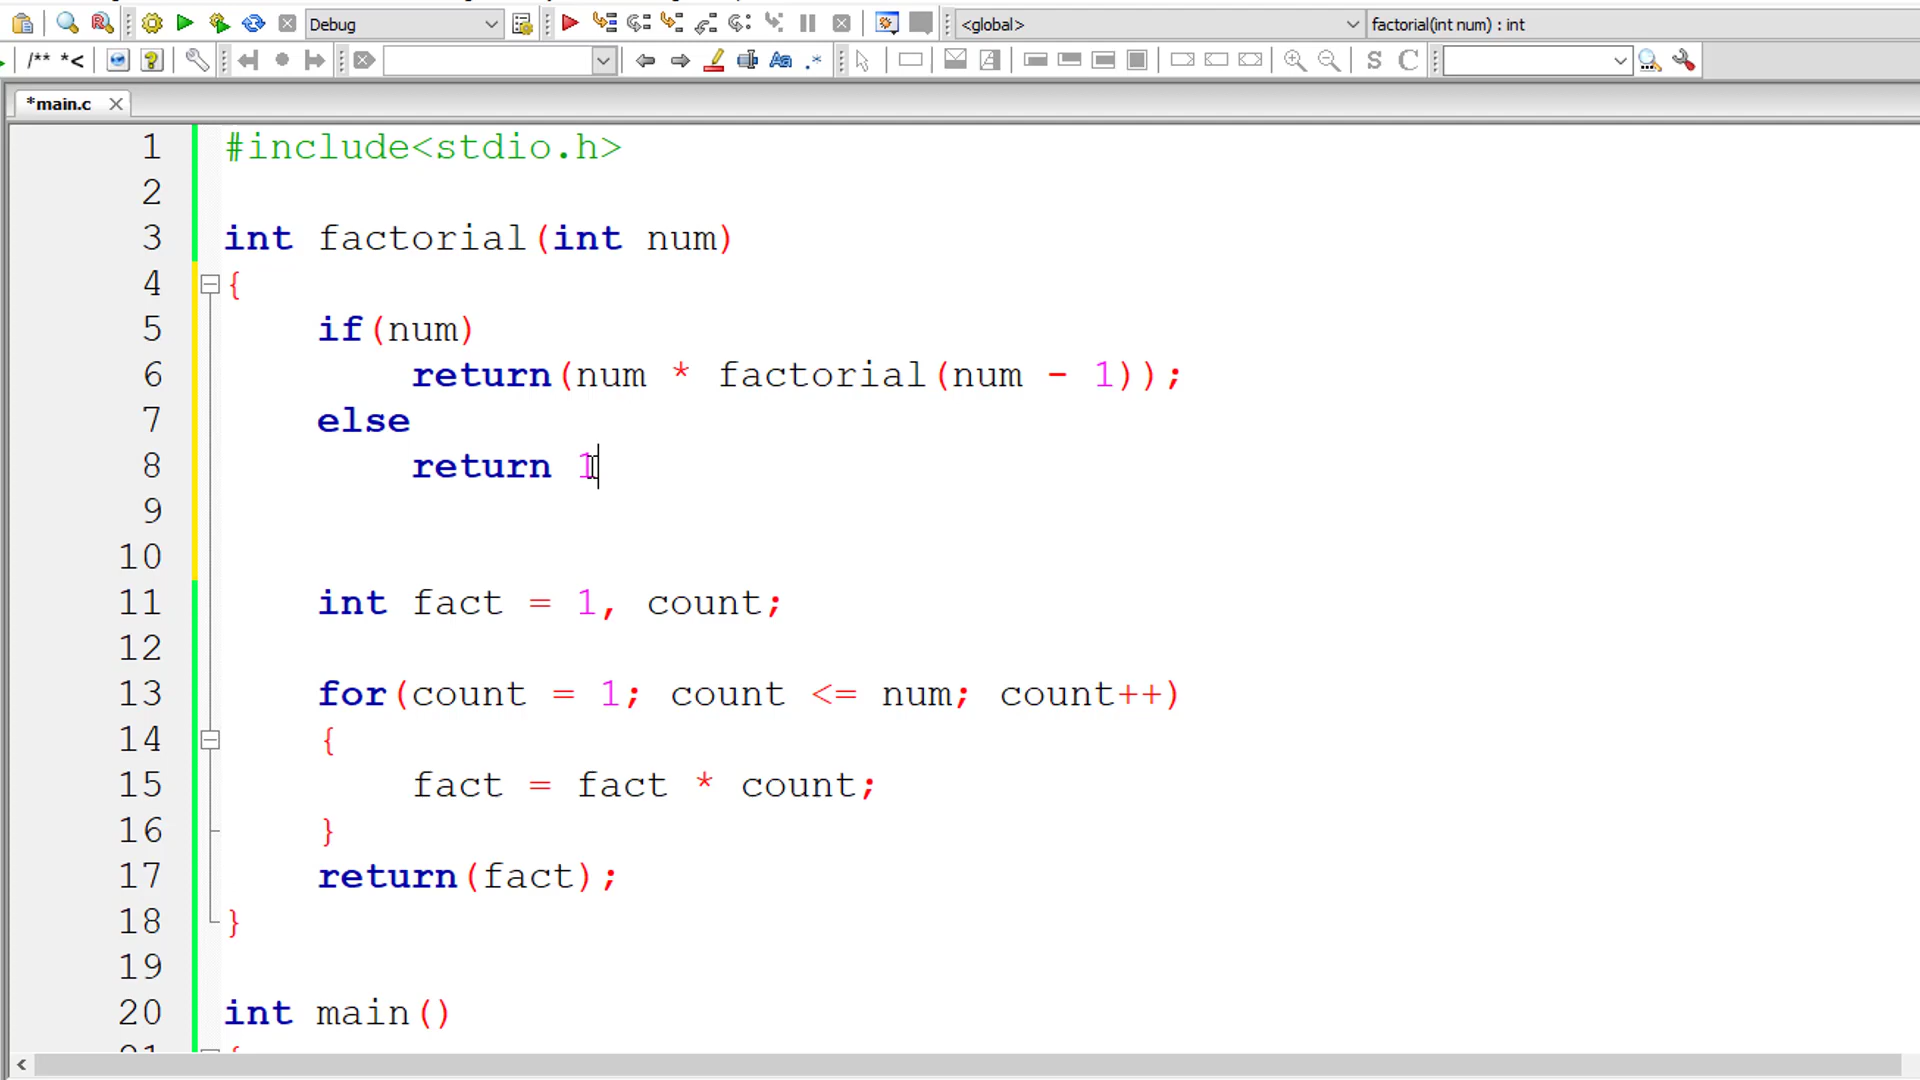 Debug
<global>
factorial(int num) : int
/** *<
Aa .*
S C
*main.c
1 #include<stdio.h>
2
3 int factorial(int num)
4 {
5 if(num)
6 return(num * factorial(num - 1));
7 else
8 return 1
9
10
11 int fact = 1, count;
12
13 for(count = 1; count <= num; count++)
14 {
15 fact = fact * count;
16 }
17 return(fact);
18 }
19
20 int main()